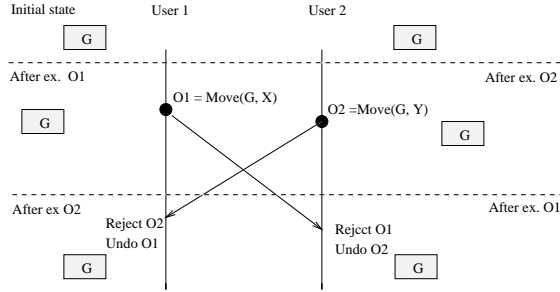 Initial state
User 1
User 2
G
G
After ex. O1
After ex. O2
O1 = Move(G, X)
O2 =Move(G, Y)
G
G
After ex O2
After ex. O1
Reject O2
Undo O1
Rejcct O1
Undo O2
G
G